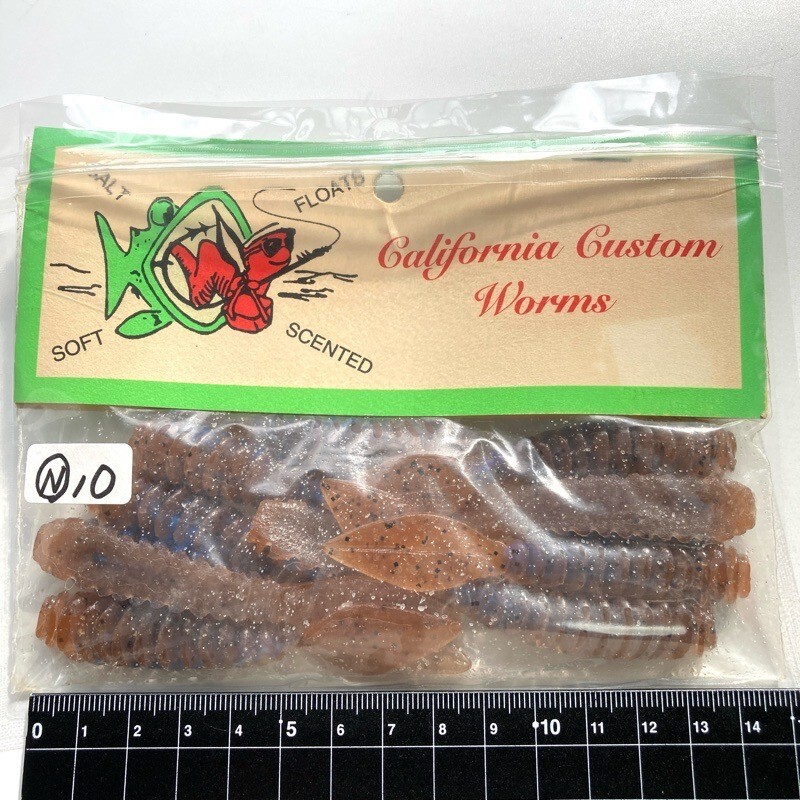 SALT
FLOATS
California Custom
Worms
SOFT
SCENTED
N 10
0 1 2 3 4 5 6 7 8 9 10 11 12 13 14